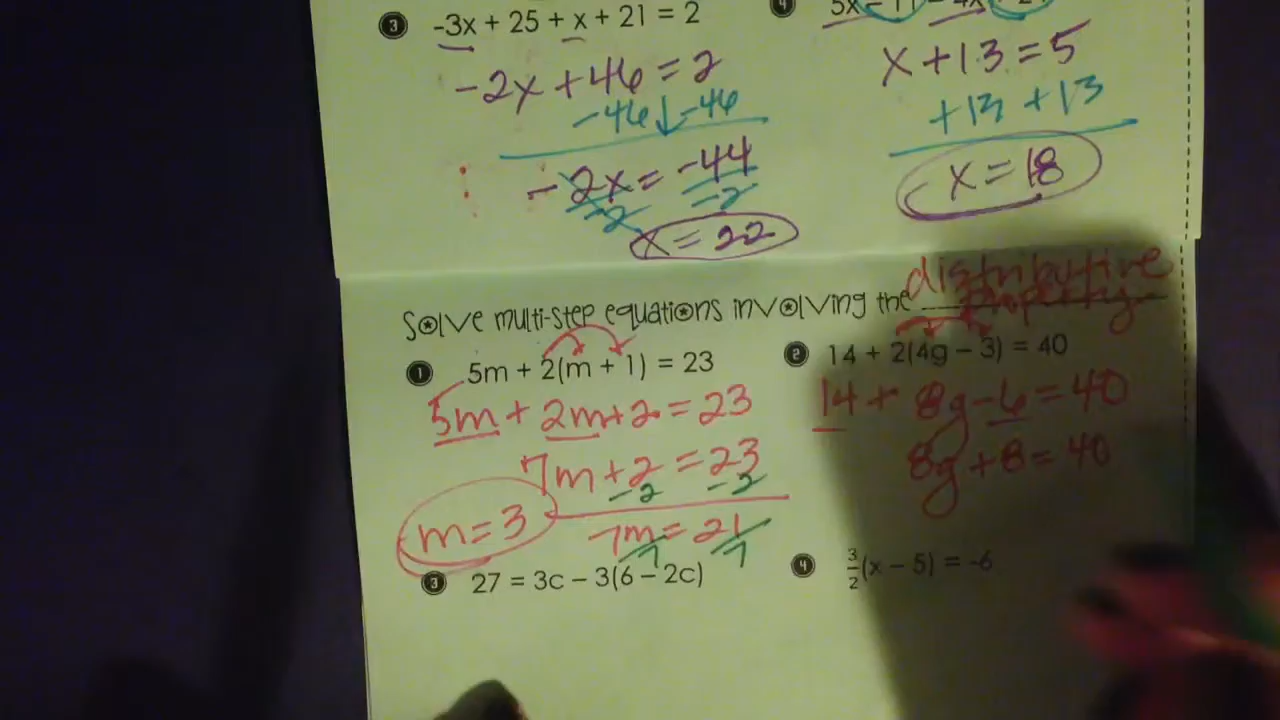 3 -3x + 25 + x + 21 = 2
-2x + 46 = 2
-46 ↓ -46
-2x = -44
-2 -2
x = 22
4
x + 13 = 5
+13 +13
x = 18
Solve multi-step equations involving the distributive
property
1 5m + 2(m + 1) = 23
5m + 2m + 2 = 23
7m + 2 = 23
-2 -2
7m = 21
7 7
m = 3
2 14 + 2(4g - 3) = 40
14 + 8g - 6 = 40
8g + 8 = 40
3 27 = 3c - 3(6 - 2c)
4 3/2(x - 5) = -6